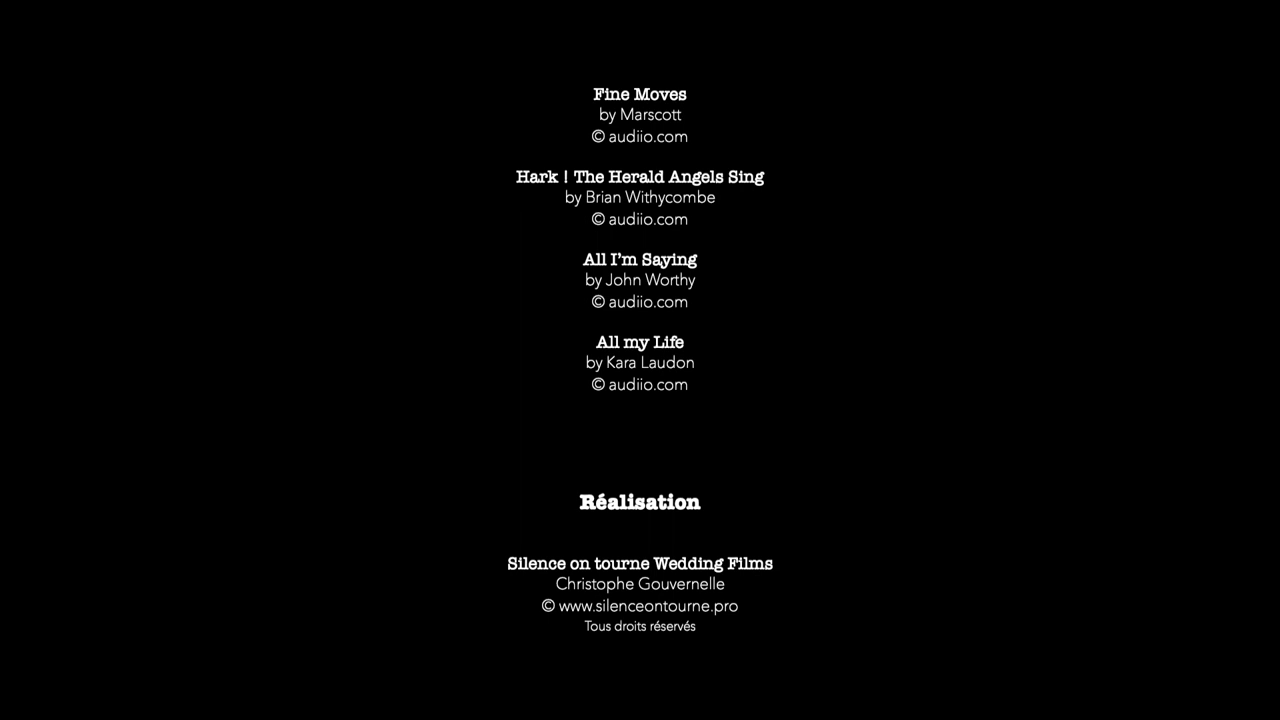 Fine Moves
by Marscott
© audiio.com
Hark ! The Herald Angels Sing
by Brian Withycombe
© audiio.com
All I’m Saying
by John Worthy
© audiio.com
All my Life
by Kara Laudon
© audiio.com
Réalisation
Silence on tourne Wedding Films
Christophe Gouvernelle
© www.silenceontourne.pro
Tous droits réservés